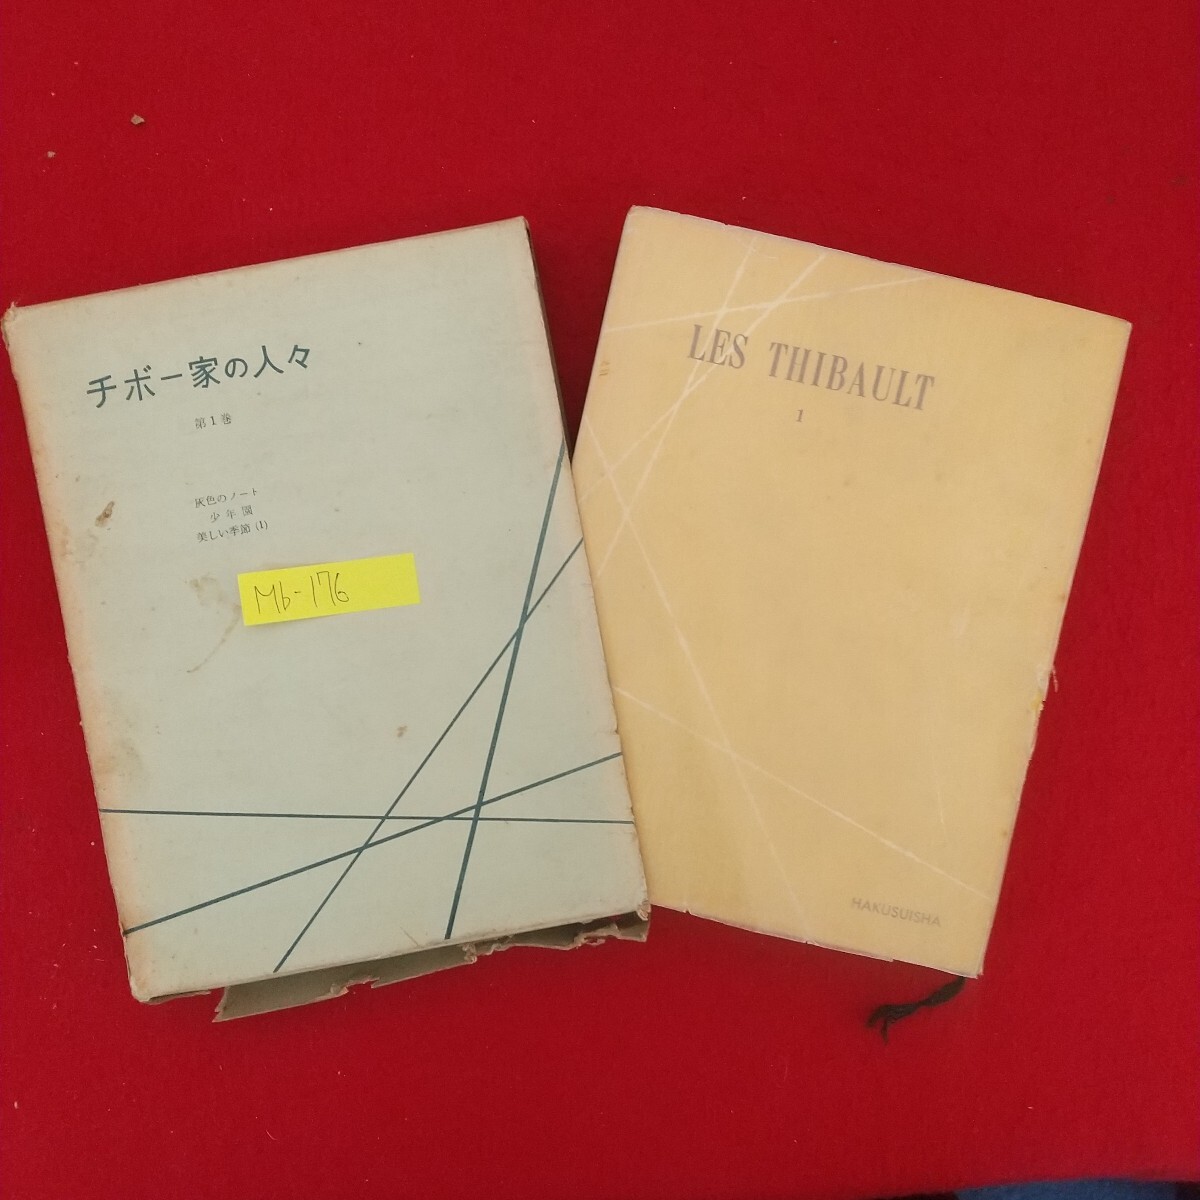 チボー家の人々
第1巻
灰色のノート
少年園
美しい季節(1)
Mb-176
LES THIBAULT
1
HAKUSUISHA